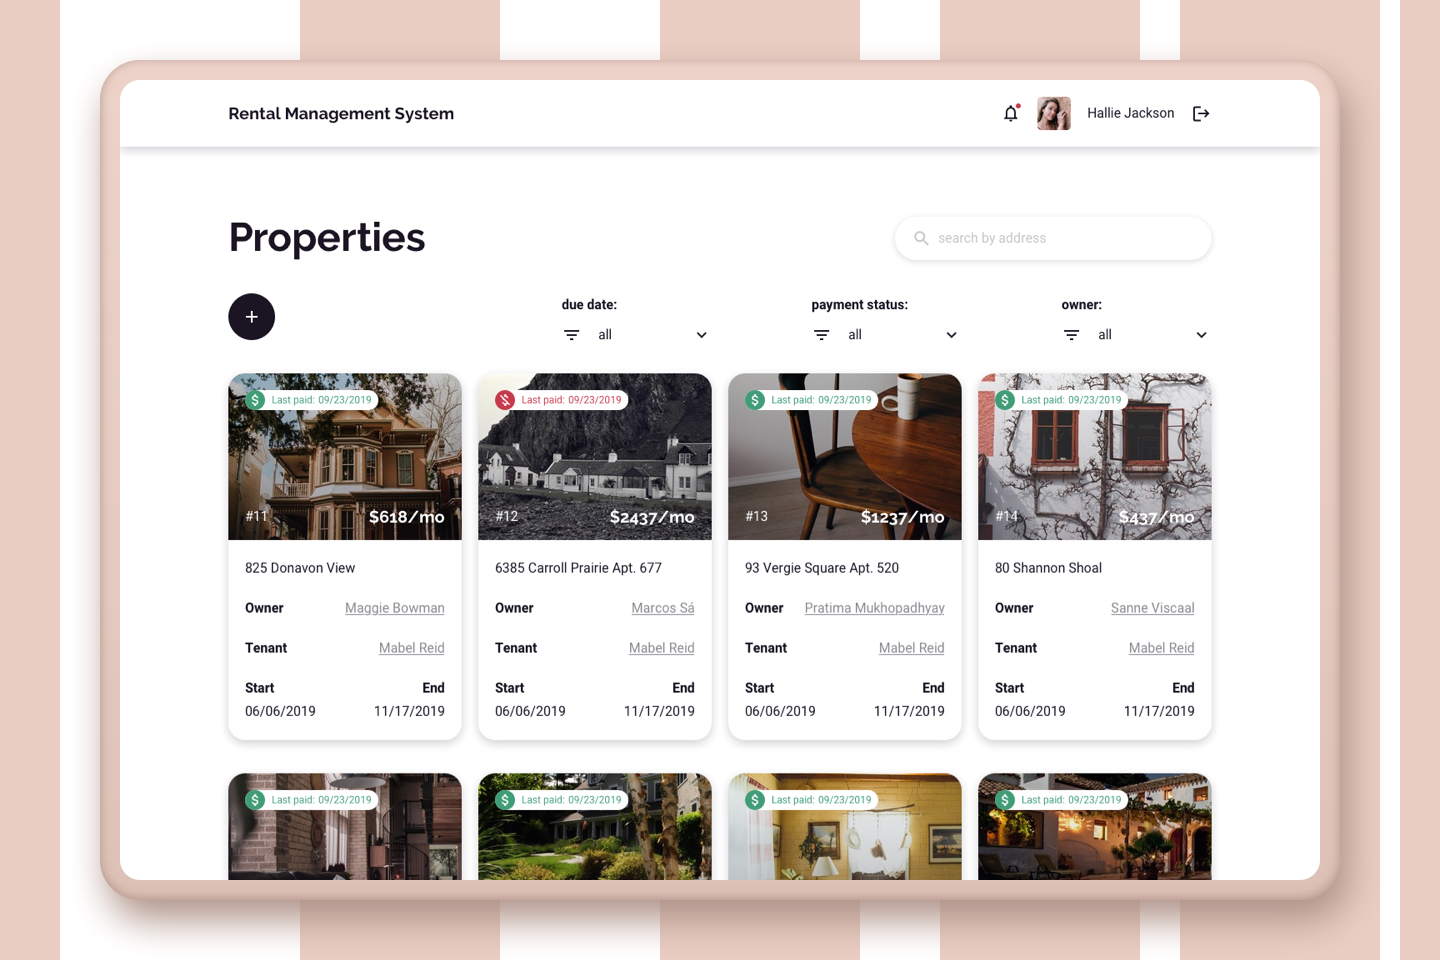 Rental Management System
Hallie Jackson
Properties
search by address
due date:
payment status:
owner:
all
all
all
Last paid: 09/23/2019
Last paid: 09/23/2019
Last paid: 09/23/2019
Last paid: 09/23/2019
#11 $618/mo
#12 $2437/mo
#13 $1237/mo
#14 $437/mo
825 Donavon View
Owner Maggie Bowman
Tenant Mabel Reid
Start End
06/06/2019 11/17/2019
6385 Carroll Prairie Apt. 677
Owner Marcos Sá
Tenant Mabel Reid
Start End
06/06/2019 11/17/2019
93 Vergie Square Apt. 520
Owner Pratima Mukhopadhyay
Tenant Mabel Reid
Start End
06/06/2019 11/17/2019
80 Shannon Shoal
Owner Sanne Viscaal
Tenant Mabel Reid
Start End
06/06/2019 11/17/2019
Last paid: 09/23/2019
Last paid: 09/23/2019
Last paid: 09/23/2019
Last paid: 09/23/2019